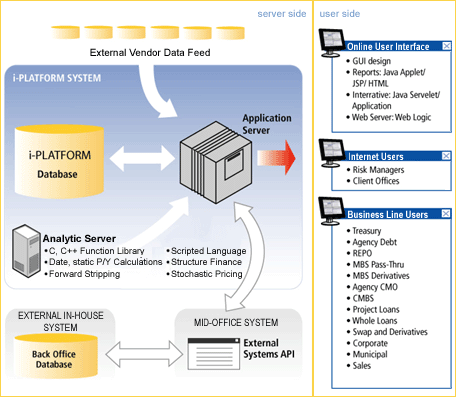 server side
user side
External Vendor Data Feed
i-PLATFORM SYSTEM
Application
Server
i-PLATFORM
Database
Analytic Server
• C, C++ Function Library
• Date, static P/Y Calculations
• Forward Stripping
• Scripted Language
• Structure Finance
• Stochastic Pricing
EXTERNAL IN-HOUSE
SYSTEM
Back Office
Database
MID-OFFICE SYSTEM
External
Systems API
Online User Interface
• GUI design
• Reports: Java Applet/
JSP/ HTML
• Interrative: Java Servelet/
Application
• Web Server: Web Logic
Internet Users
• Risk Managers
• Client Offices
Business Line Users
• Treasury
• Agency Debt
• REPO
• MBS Pass-Thru
• MBS Derivatives
• Agency CMO
• CMBS
• Project Loans
• Whole Loans
• Swap and Derivatives
• Corporate
• Municipal
• Sales